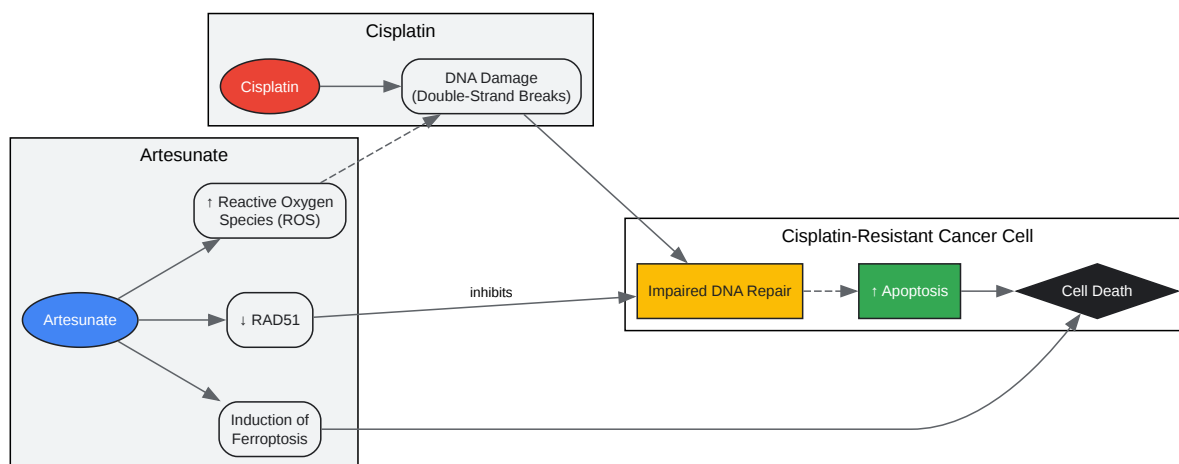 Cisplatin
Cisplatin
DNA Damage
(Double-Strand Breaks)
Artesunate
↑ Reactive Oxygen
Species (ROS)
Artesunate
↓ RAD51
inhibits
Induction of
Ferroptosis
Cisplatin-Resistant Cancer Cell
Impaired DNA Repair
↑ Apoptosis
Cell Death